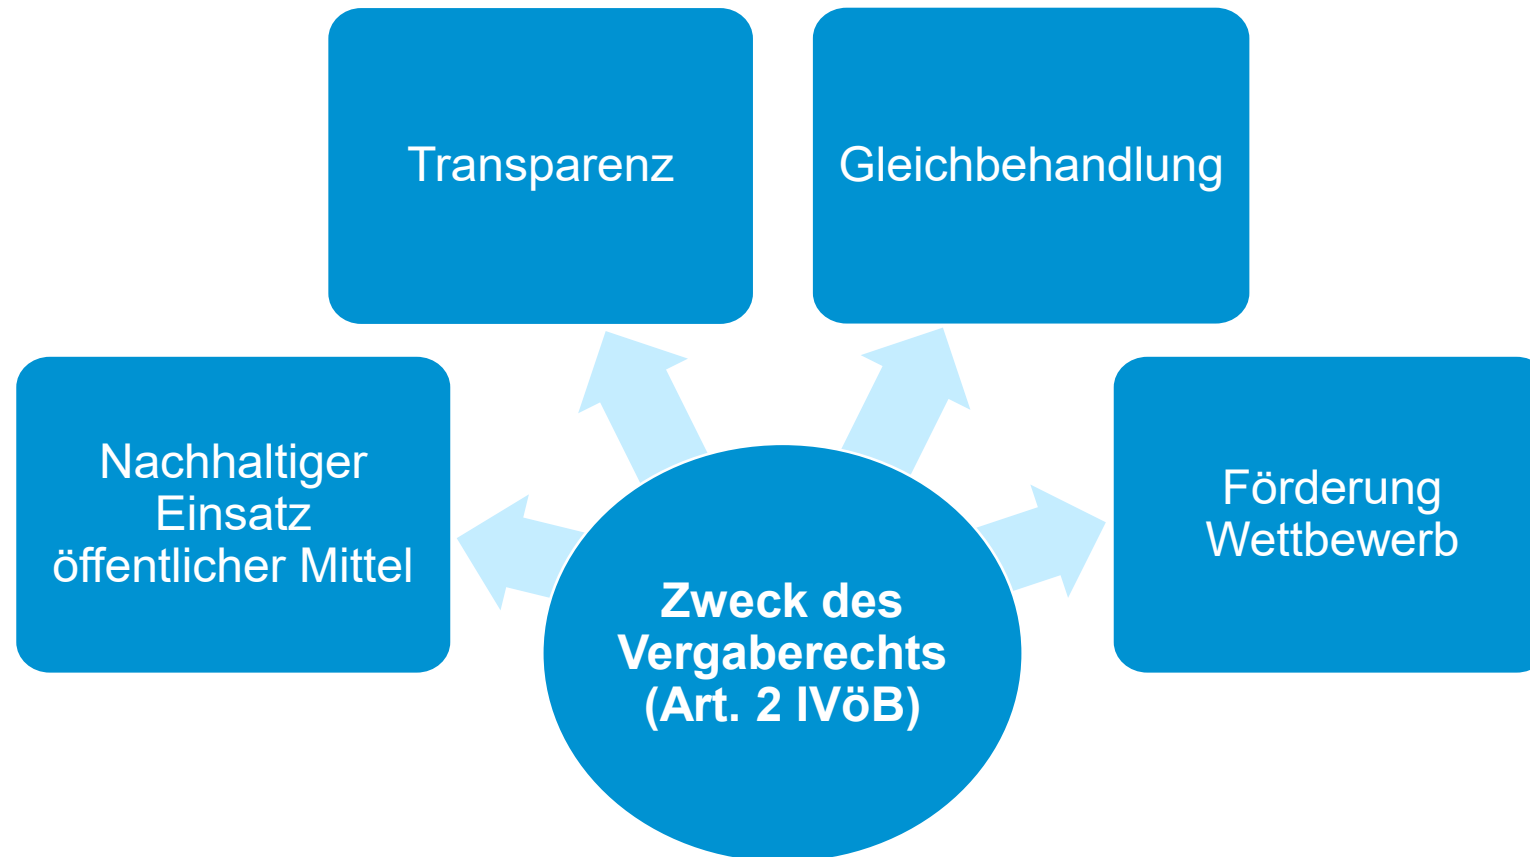 Transparenz
Gleichbehandlung
Nachhaltiger
Einsatz
öffentlicher Mittel
Förderung
Wettbewerb
Zweck des
Vergaberechts
(Art. 2 IVöB)